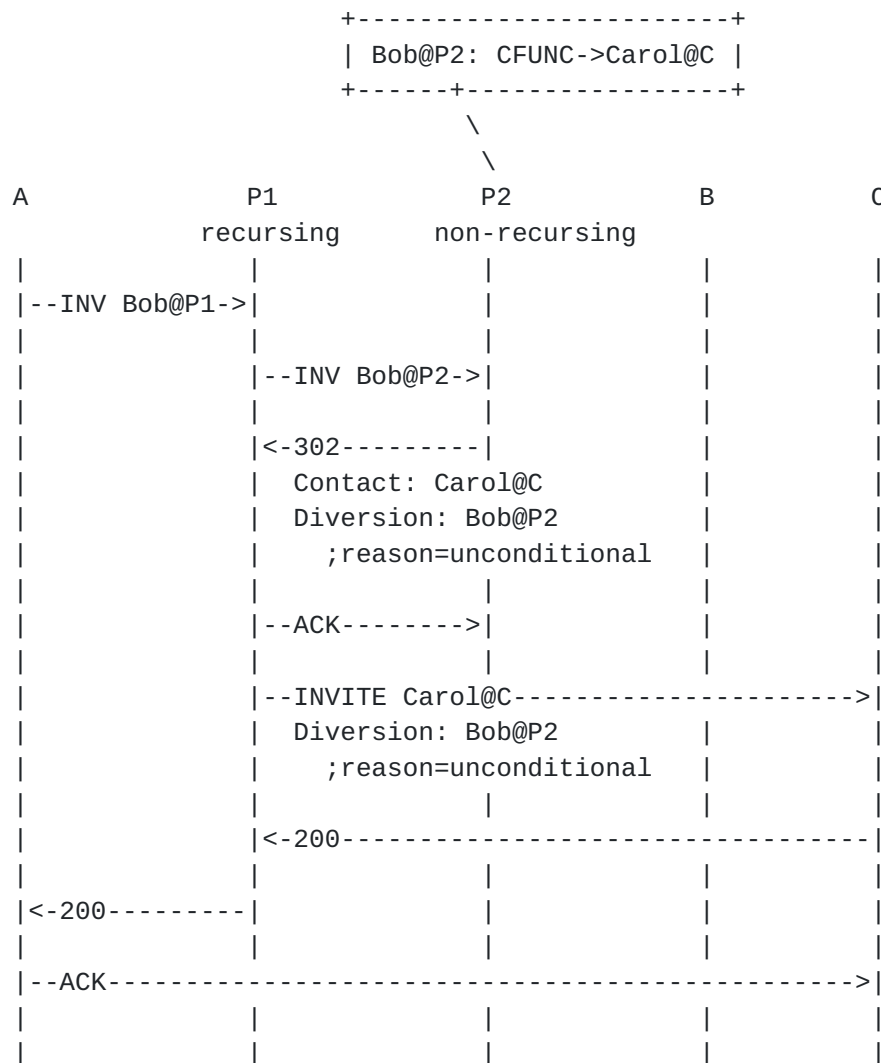 +------------------------+
| Bob@P2: CFUNC->Carol@C |
+------+-----------------+
\
\
A P1 P2 B C
recursing non-recursing
| | | | |
|--INV Bob@P1->| | | |
| | | | |
| |--INV Bob@P2->| | |
| | | | |
| |<-302---------| | |
| | Contact: Carol@C | |
| | Diversion: Bob@P2 | |
| | ;reason=unconditional | |
| | | | |
| |--ACK-------->| | |
| | | | |
| |--INVITE Carol@C---------------------->|
| | Diversion: Bob@P2 | |
| | ;reason=unconditional | |
| | | | |
| |<-200----------------------------------|
| | | | |
|<-200---------| | | |
| | | | |
|--ACK------------------------------------------------->|
| | | | |
| | | | |